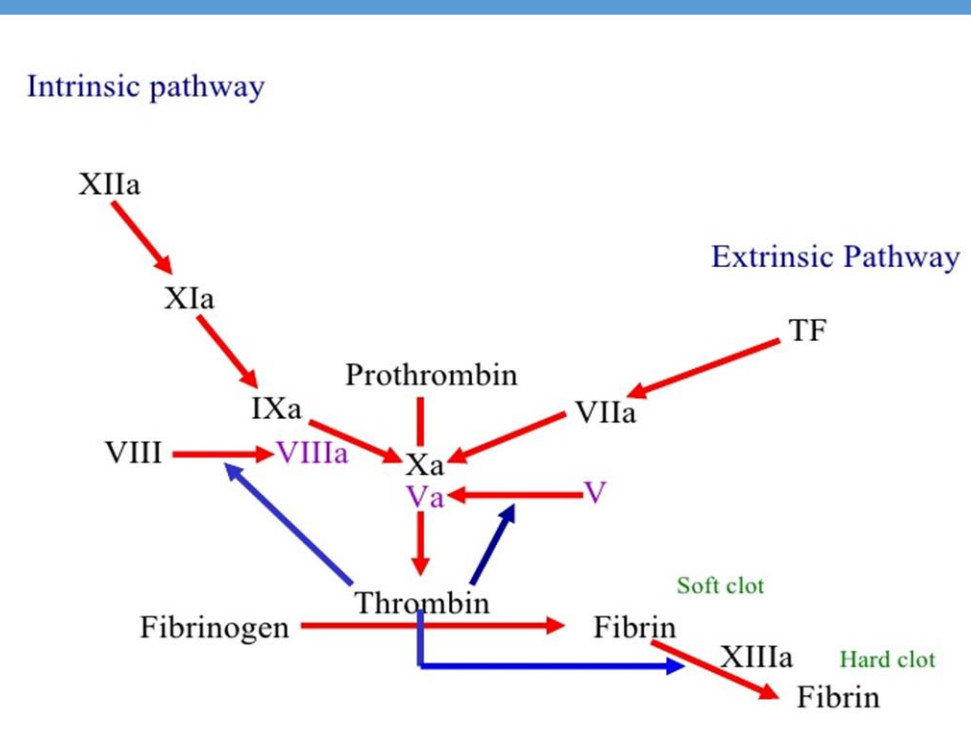 Intrinsic pathway
XIIa
Extrinsic Pathway
XIa
TF
Prothrombin
IXa
VIIa
VIII
VIIIa
Xa
Va
V
Soft clot
Thrombin
Fibrinogen
Fibrin
XIIIa
Hard clot
Fibrin